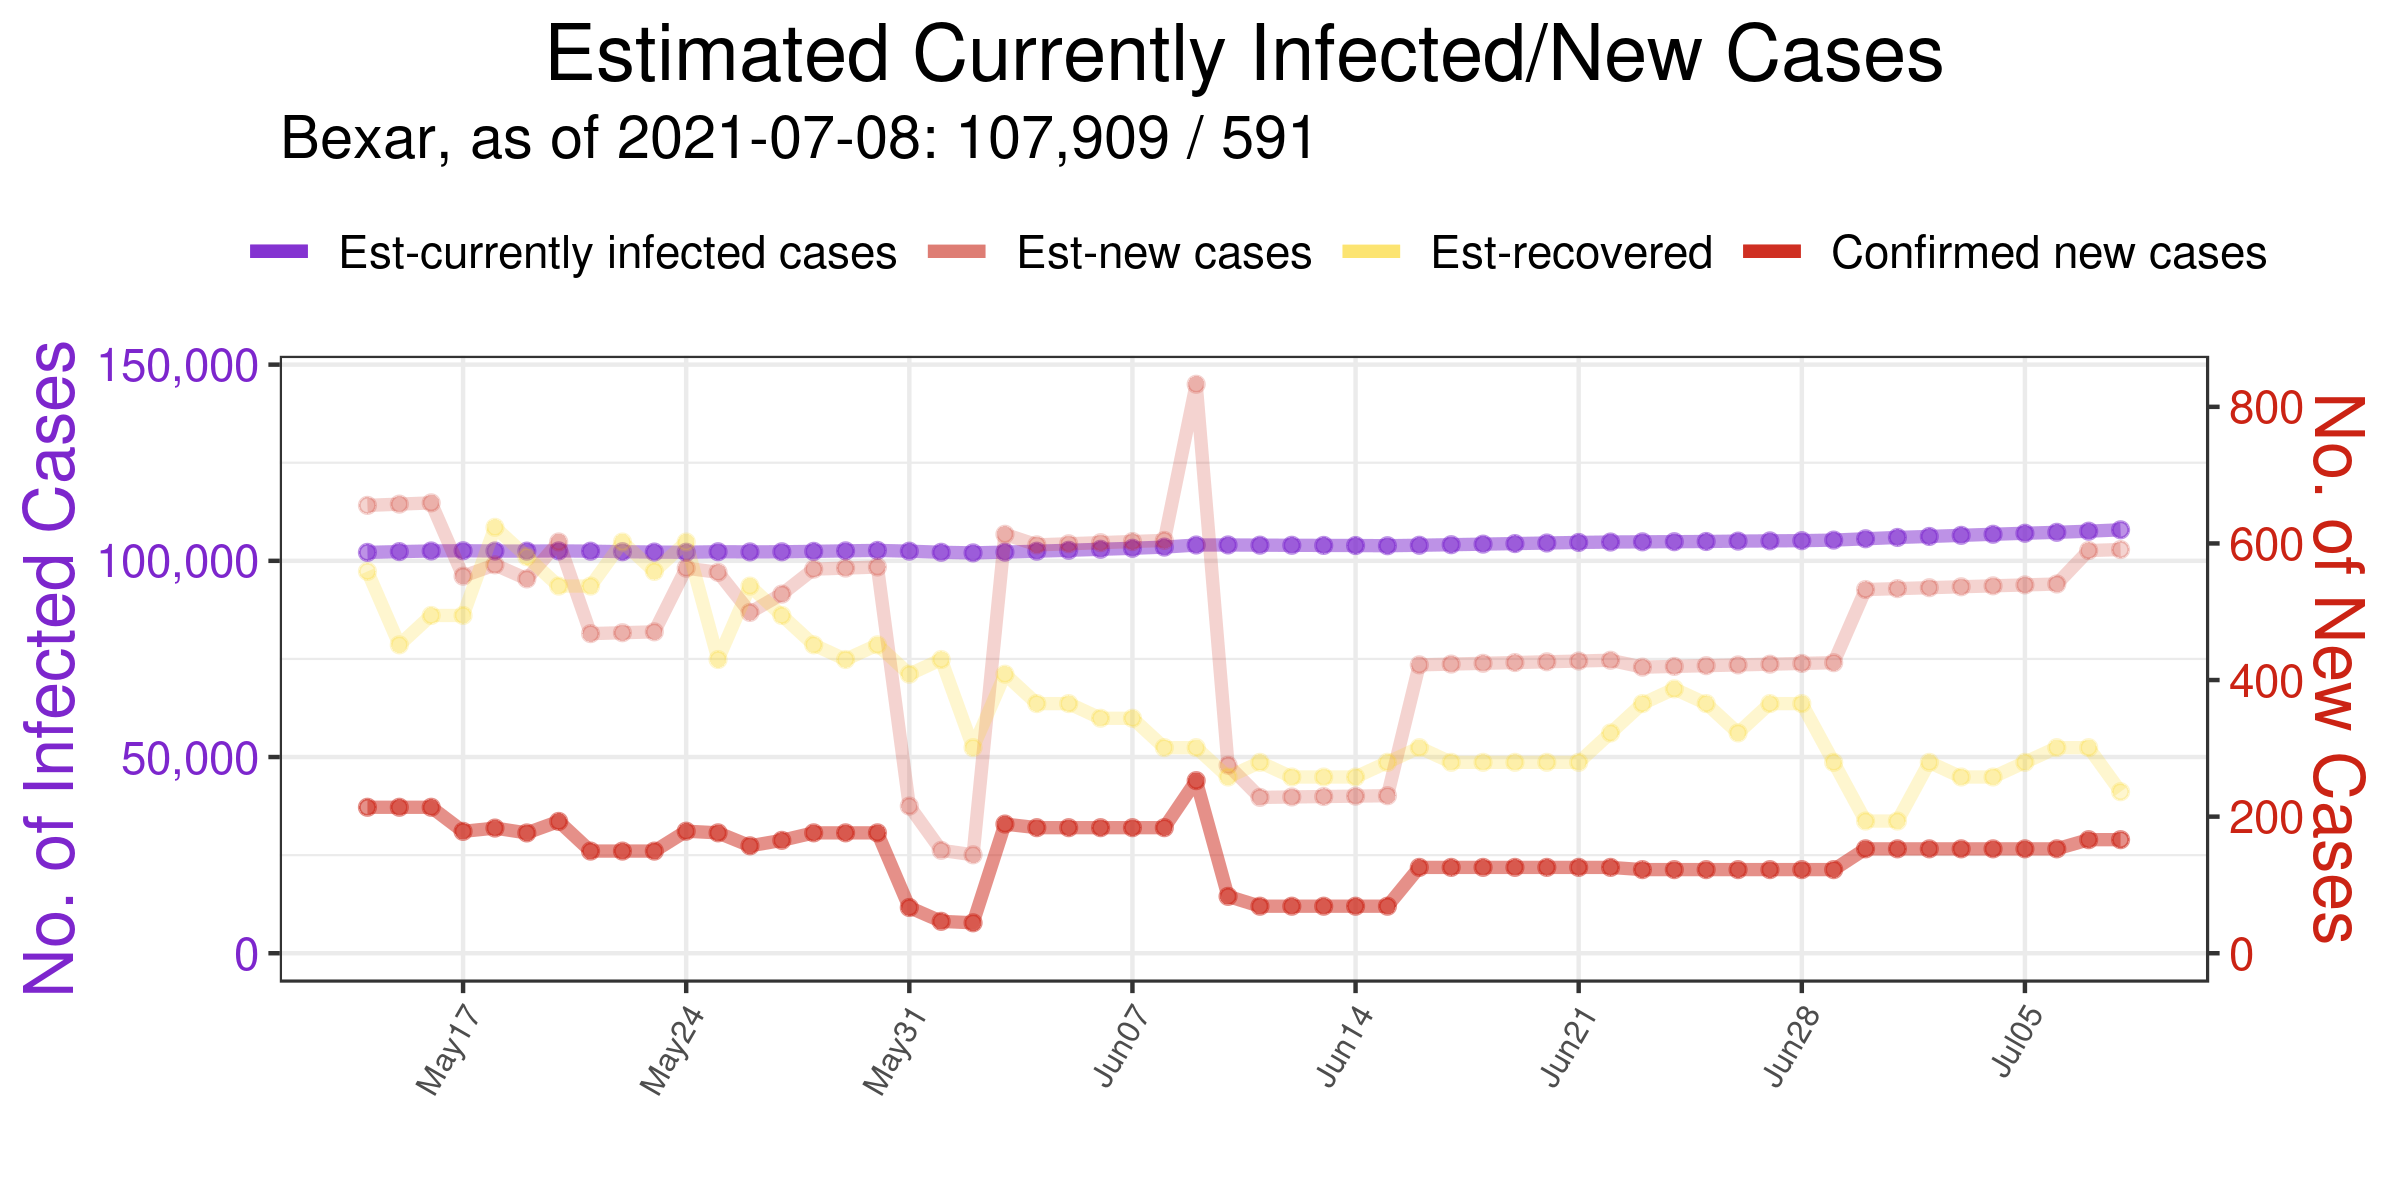 Estimated Currently Infected/New Cases
Bexar, as of 2021-07-08: 107,909 / 591
Est-currently infected cases Est-new cases Est-recovered Confirmed new cases
No. of Infected Cases
150,000
100,000
50,000
0
800
600
400
200
0
No. of New Cases
May17 May24 May31 Jun07 Jun14 Jun21 Jun28 Jul05